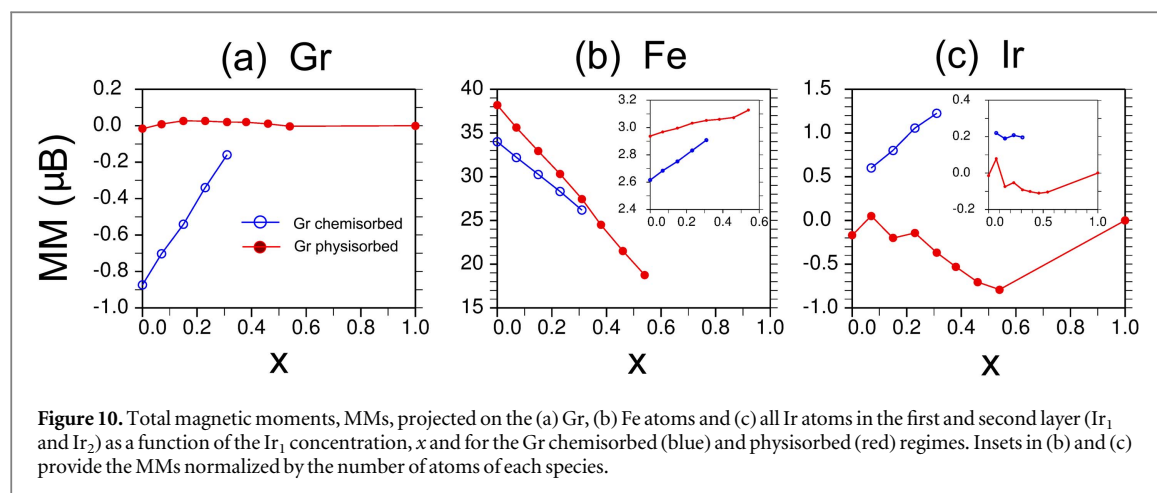 (a) Gr (b) Fe (c) Ir
MM (µB)
0.2
0.0
-0.2
-0.4
-0.6
-0.8
-1.0
0.0 0.2 0.4 0.6 0.8 1.0
x
Gr chemisorbed
Gr physisorbed
40
35
30
25
20
15
0.0 0.2 0.4 0.6 0.8 1.0
x
3.2
3.0
2.8
2.6
2.4
0.0 0.2 0.4 0.6
1.5
1.0
0.5
0.0
-0.5
-1.0
0.0 0.2 0.4 0.6 0.8 1.0
x
0.4
0.2
0.0
-0.2
0.0 1.0
Figure 10. Total magnetic moments, MMs, projected on the (a) Gr, (b) Fe atoms and (c) all Ir atoms in the first and second layer (Ir₁
and Ir₂) as a function of the Ir₁ concentration, x and for the Gr chemisorbed (blue) and physisorbed (red) regimes. Insets in (b) and (c)
provide the MMs normalized by the number of atoms of each species.